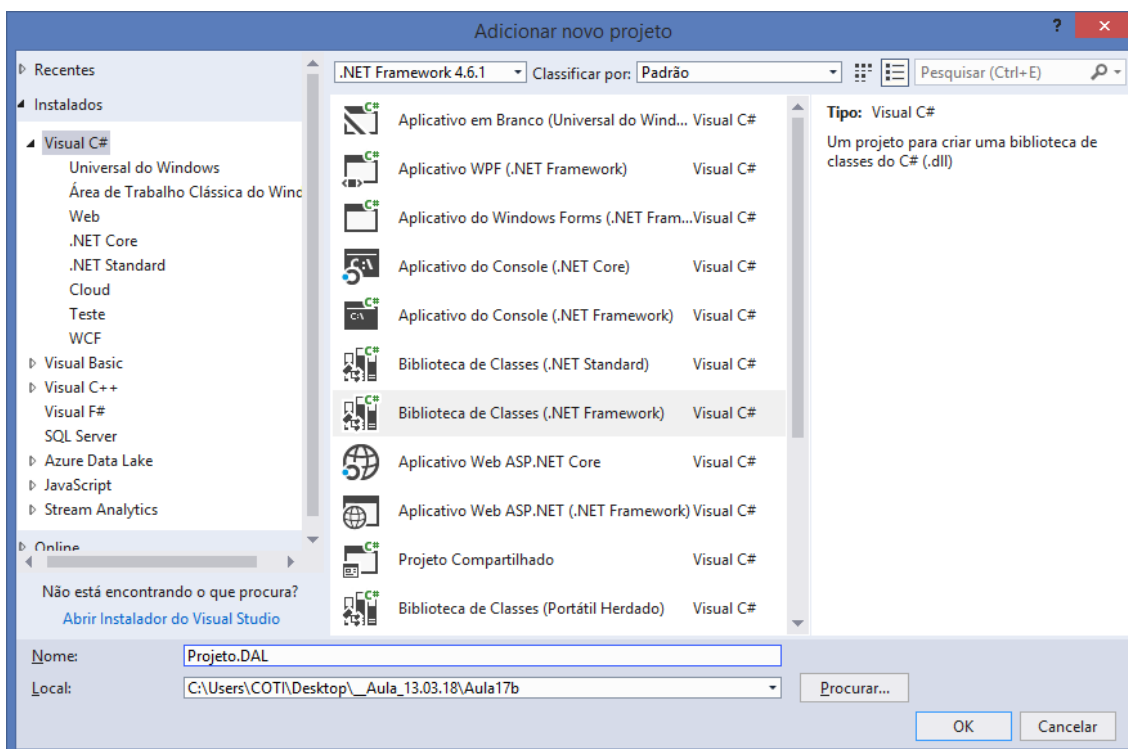 Adicionar novo projeto
?
Recentes
Instalados
Visual C#
Universal do Windows
Área de Trabalho Clássica do Winc
Web
.NET Core
.NET Standard
Cloud
Teste
WCF
Visual Basic
Visual C++
Visual F#
SQL Server
Azure Data Lake
JavaScript
Stream Analytics
Online
Não está encontrando o que procura?
Abrir Instalador do Visual Studio
.NET Framework 4.6.1 Classificar por: Padrão
Pesquisar (Ctrl+E)
Aplicativo em Branco (Universal do Wind... Visual C#
Aplicativo WPF (.NET Framework) Visual C#
Aplicativo do Windows Forms (.NET Fram...Visual C#
Aplicativo do Console (.NET Core) Visual C#
Aplicativo do Console (.NET Framework) Visual C#
Biblioteca de Classes (.NET Standard) Visual C#
Biblioteca de Classes (.NET Framework) Visual C#
Aplicativo Web ASP.NET Core Visual C#
Aplicativo Web ASP.NET (.NET Framework) Visual C#
Projeto Compartilhado Visual C#
Biblioteca de Classes (Portátil Herdado) Visual C#
Tipo: Visual C#
Um projeto para criar uma biblioteca de
classes do C# (.dll)
Nome: Projeto.DAL
Local: C:\Users\COTI\Desktop\__Aula_13.03.18\Aula17b
Procurar...
OK Cancelar